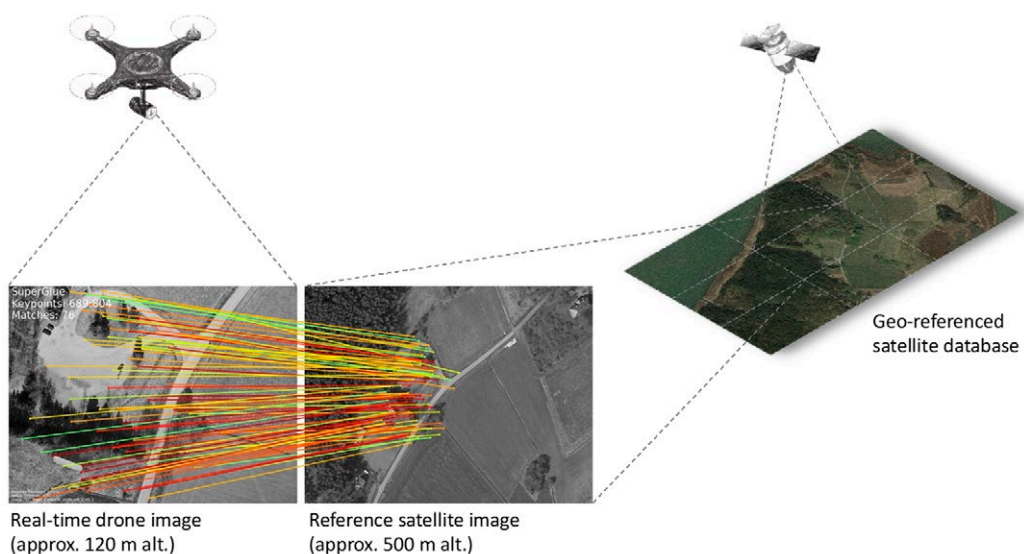 SuperGlue
Keypoints: 689:804
Matches: 76
Geo-referenced
satellite database
Real-time drone image
(approx. 120 m alt.)
Reference satellite image
(approx. 500 m alt.)